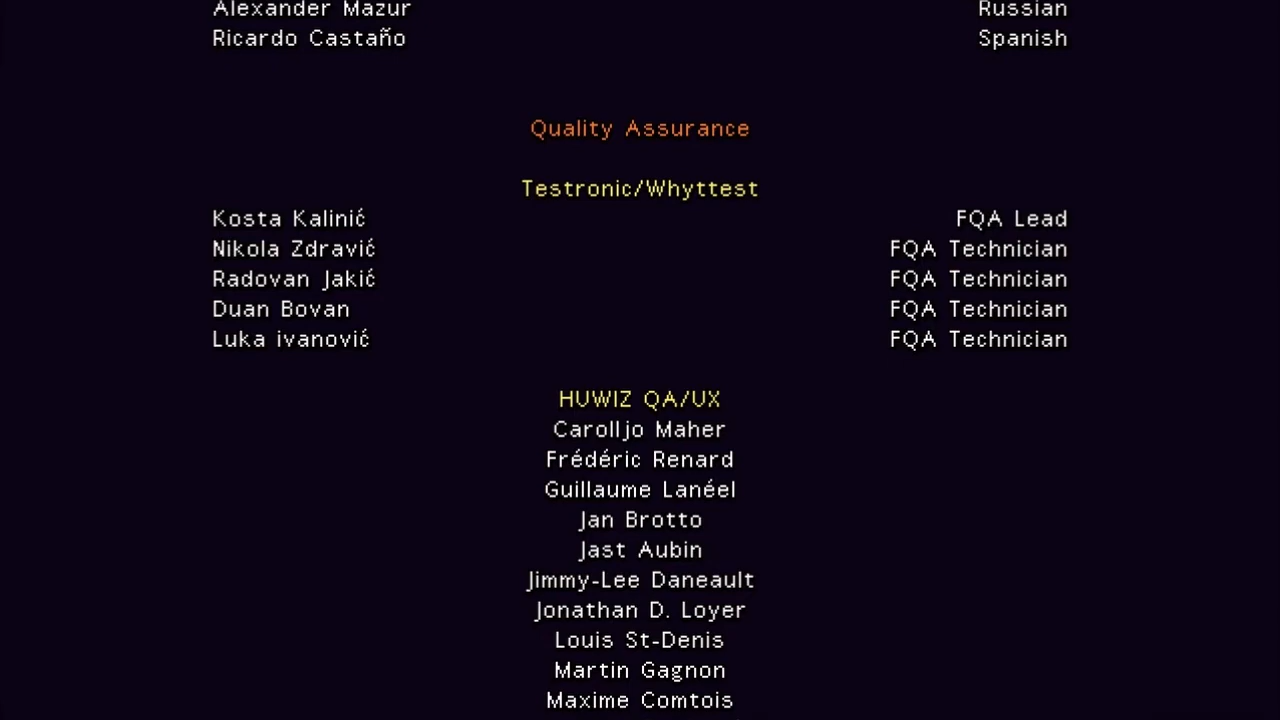 Alexander Mazur Russian
Ricardo Castaño Spanish
Quality Assurance
Testronic/Whyttest
Kosta Kalinić FQA Lead
Nikola Zdravić FQA Technician
Radovan Jakić FQA Technician
Duan Bovan FQA Technician
Luka ivanović FQA Technician
HUWIZ QA/UX
Carolljo Maher
Frédéric Renard
Guillaume Lanéel
Jan Brotto
Jast Aubin
Jimmy-Lee Daneault
Jonathan D. Loyer
Louis St-Denis
Martin Gagnon
Maxime Comtois